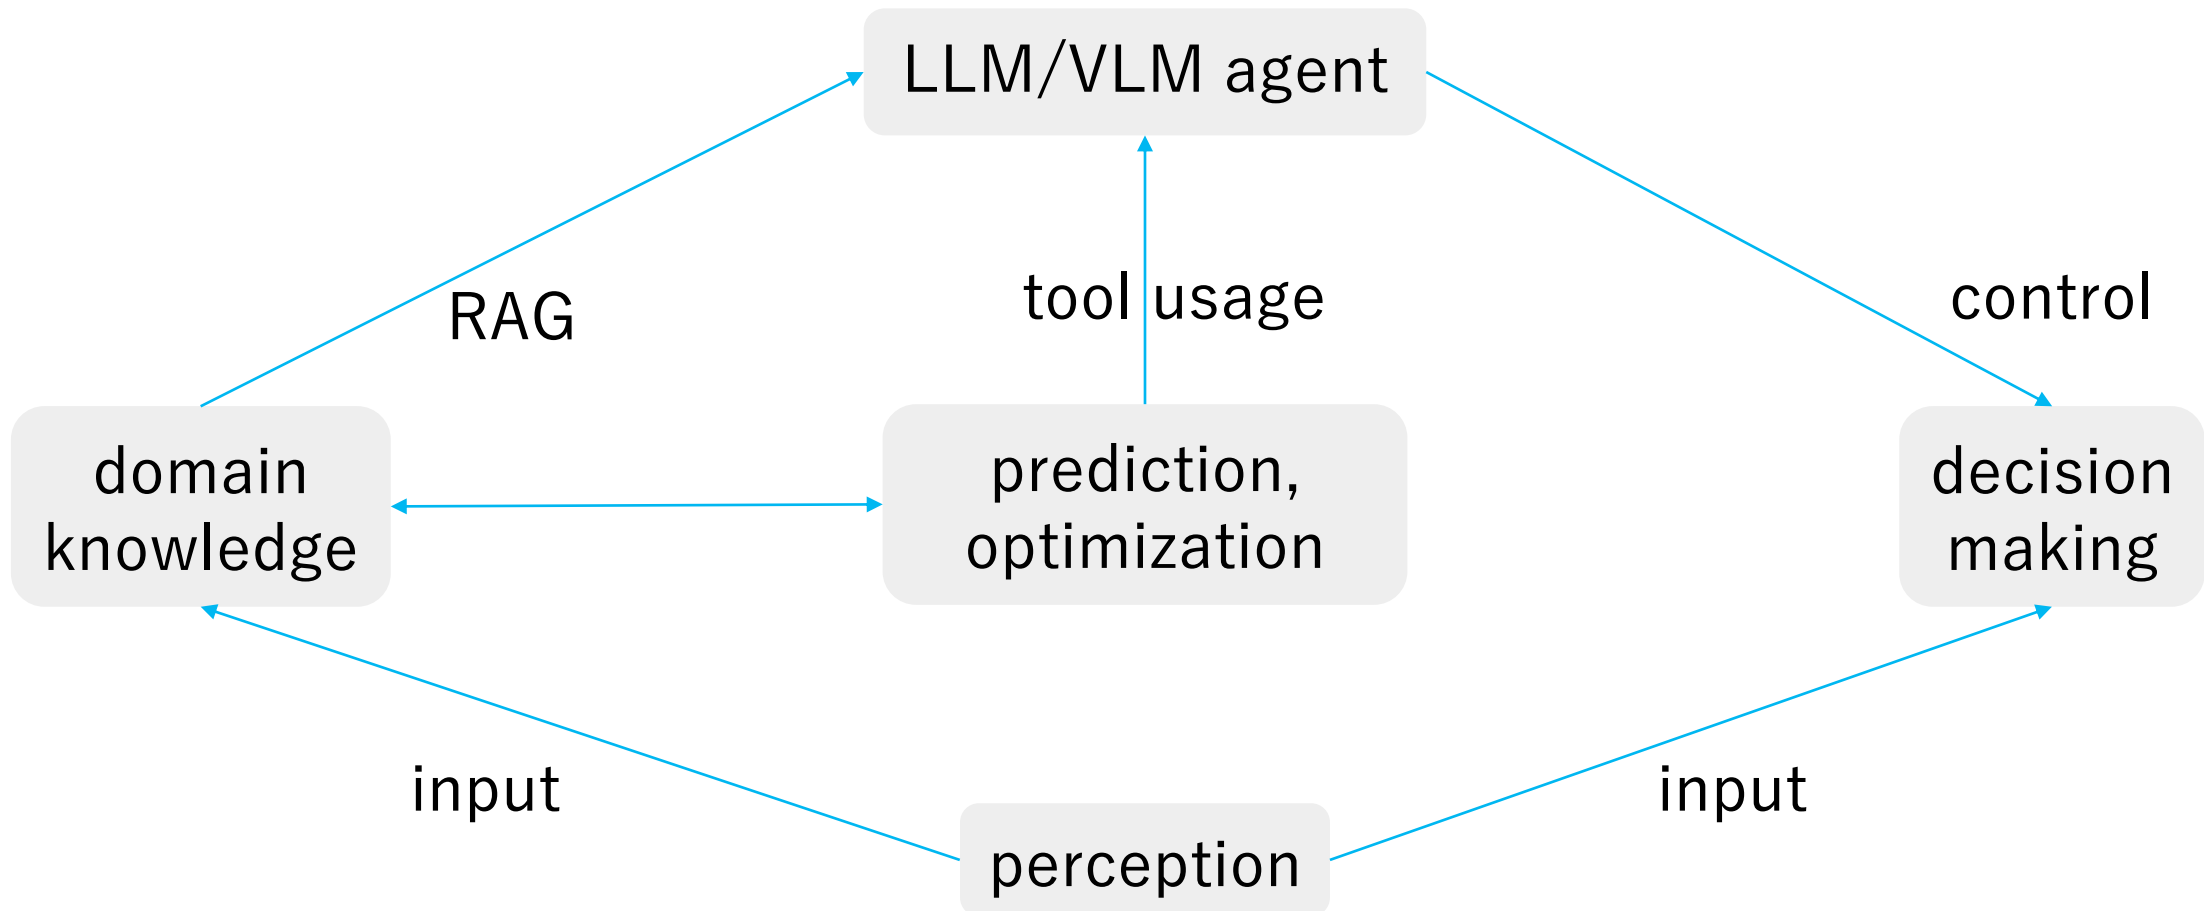 LLM/VLM agent
RAG
tool usage
control
domain
knowledge
prediction,
optimization
decision
making
input
input
perception